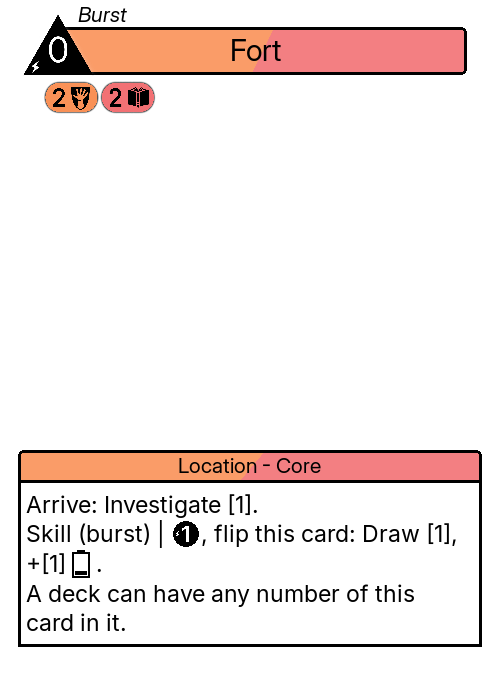 Burst
0 Fort
2 2
Location - Core
Arrive: Investigate [1].
Skill (burst) | 1, flip this card: Draw [1],
+[1] .
A deck can have any number of this
card in it.